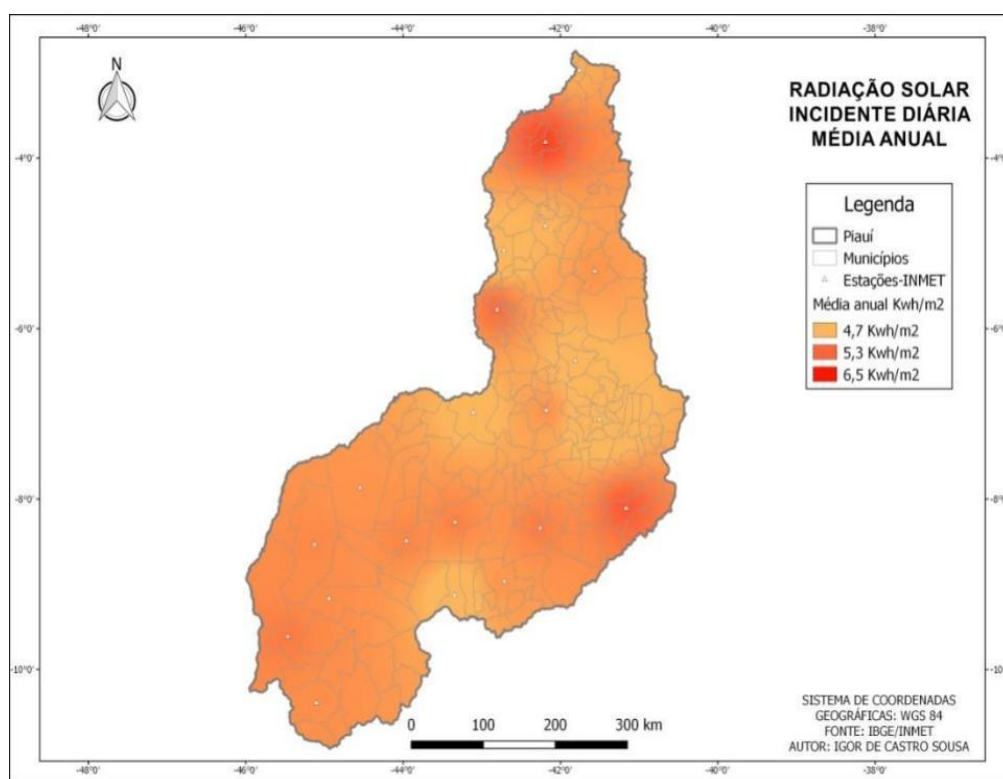 -48°0'
-46°0'
-44°0'
-42°0'
-40°0'
-38°0'
N
RADIAÇÃO SOLAR
INCIDENTE DIÁRIA
MÉDIA ANUAL
-4°0'
-4°0'
Legenda
Piauí
Municípios
Estações-INMET
Média anual Kwh/m2
4,7 Kwh/m2
5,3 Kwh/m2
6,5 Kwh/m2
-6°0'
-6°0'
-8°0'
-8°0'
-10°0'
-10°0'
SISTEMA DE COORDENADAS
GEOGRÁFICAS: WGS 84
FONTE: IBGE/INMET
AUTOR: IGOR DE CASTRO SOUSA
0 100 200 300 km
-48°0'
-46°0'
-44°0'
-42°0'
-40°0'
-38°0'